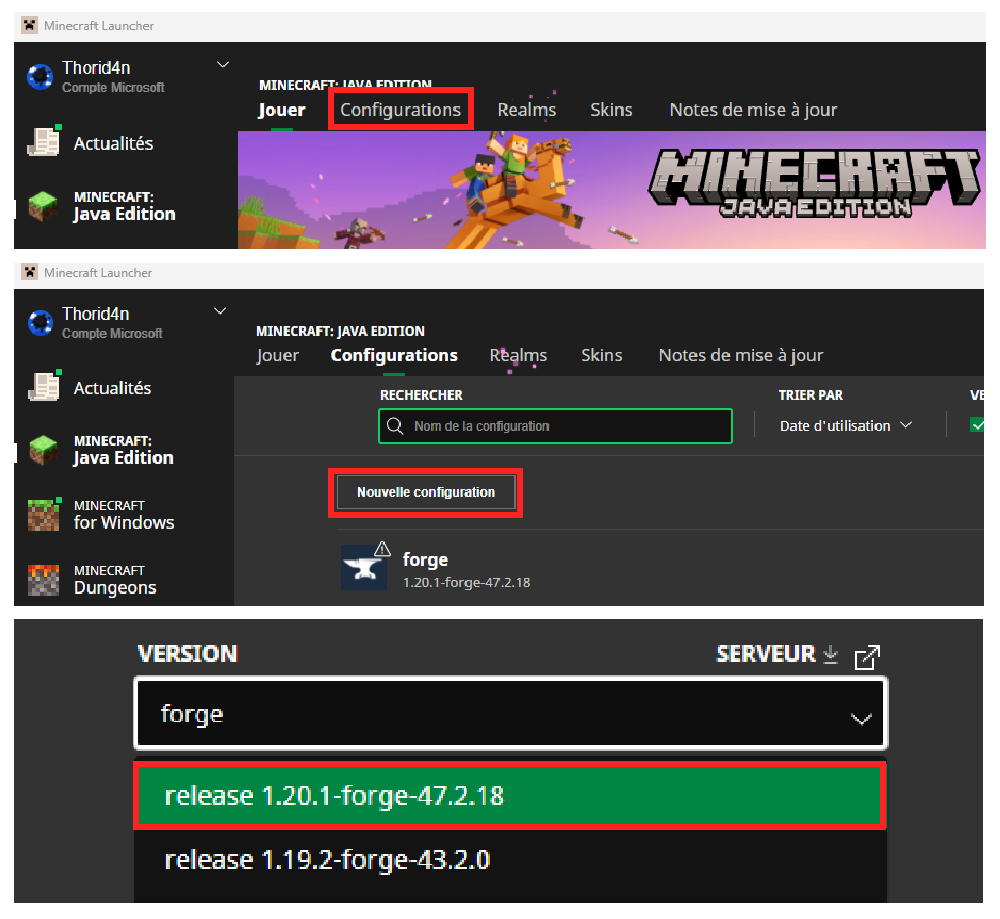 Minecraft Launcher
Thorid4n
Compte Microsoft
Actualités
MINECRAFT:
Java Edition
MINECRAFT: JAVA EDITION
Jouer Configurations Realms Skins Notes de mise à jour
MINECRAFT
JAVA EDITION
Minecraft Launcher
Thorid4n
Compte Microsoft
Actualités
MINECRAFT:
Java Edition
MINECRAFT
for Windows
MINECRAFT
Dungeons
MINECRAFT: JAVA EDITION
Jouer Configurations Realms Skins Notes de mise à jour
RECHERCHER TRIER PAR VE
Nom de la configuration Date d'utilisation
Nouvelle configuration
forge
1.20.1-forge-47.2.18
VERSION SERVEUR
forge
release 1.20.1-forge-47.2.18
release 1.19.2-forge-43.2.0